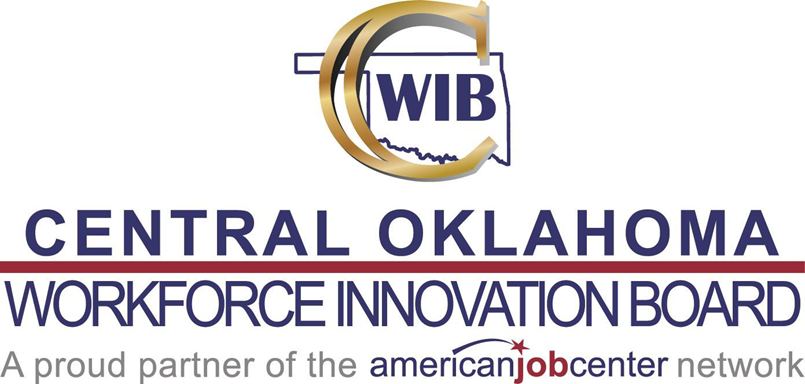 CWIB
CENTRAL OKLAHOMA
WORKFORCE INNOVATION BOARD
A proud partner of the americanjobcenter network